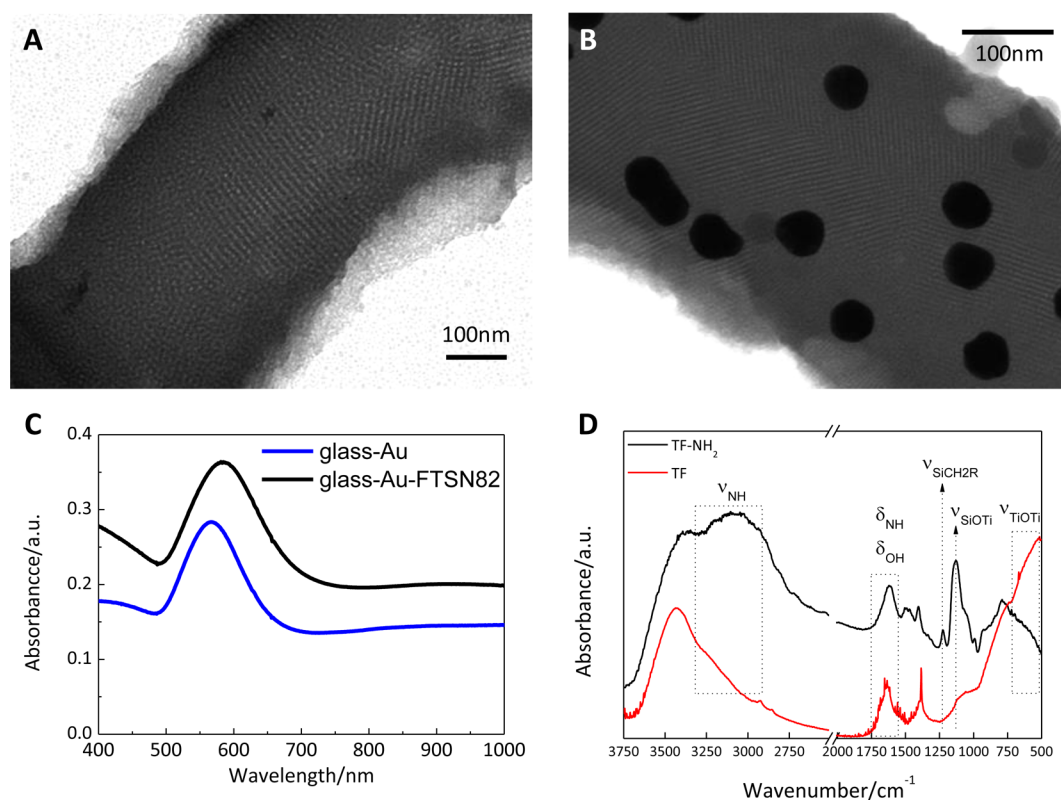 A
100nm
B
100nm
C
0.4
0.3
0.2
0.1
0.0
400 500 600 700 800 900 1000
Absorbancce/a.u.
Wavelength/nm
glass-Au
glass-Au-FTSN82
D
TF-NH₂
TF
νNH
δNH
δOH
νSiCH2R
νSiOTi
νTiOTi
Absorbance/a.u.
3750 3500 3250 3000 2750 2000 1750 1500 1250 1000 750 500
Wavenumber/cm⁻¹